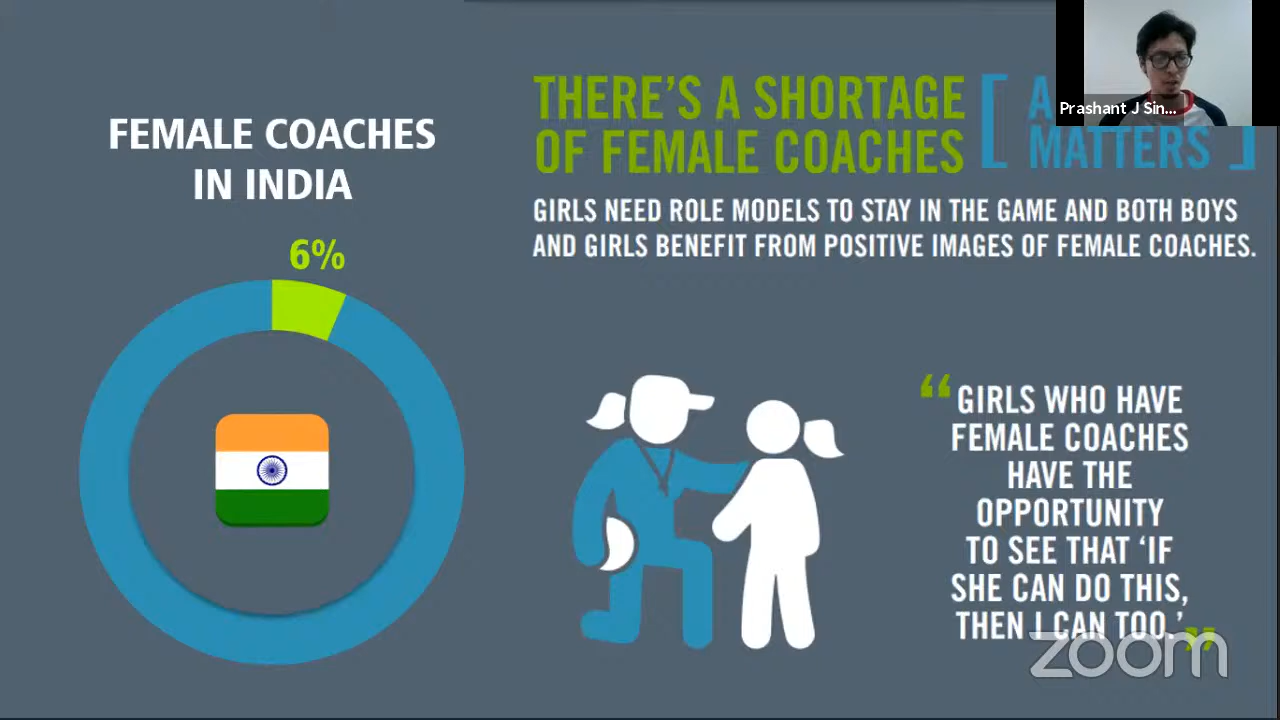 FEMALE COACHES
IN INDIA
6%
THERE'S A SHORTAGE
OF FEMALE COACHES
[
MATTERS ]
GIRLS NEED ROLE MODELS TO STAY IN THE GAME AND BOTH BOYS
AND GIRLS BENEFIT FROM POSITIVE IMAGES OF FEMALE COACHES.
“ GIRLS WHO HAVE
FEMALE COACHES
HAVE THE
OPPORTUNITY
TO SEE THAT ‘IF
SHE CAN DO THIS,
THEN I CAN TOO.’ ”
Prashant J Sin...
zoom